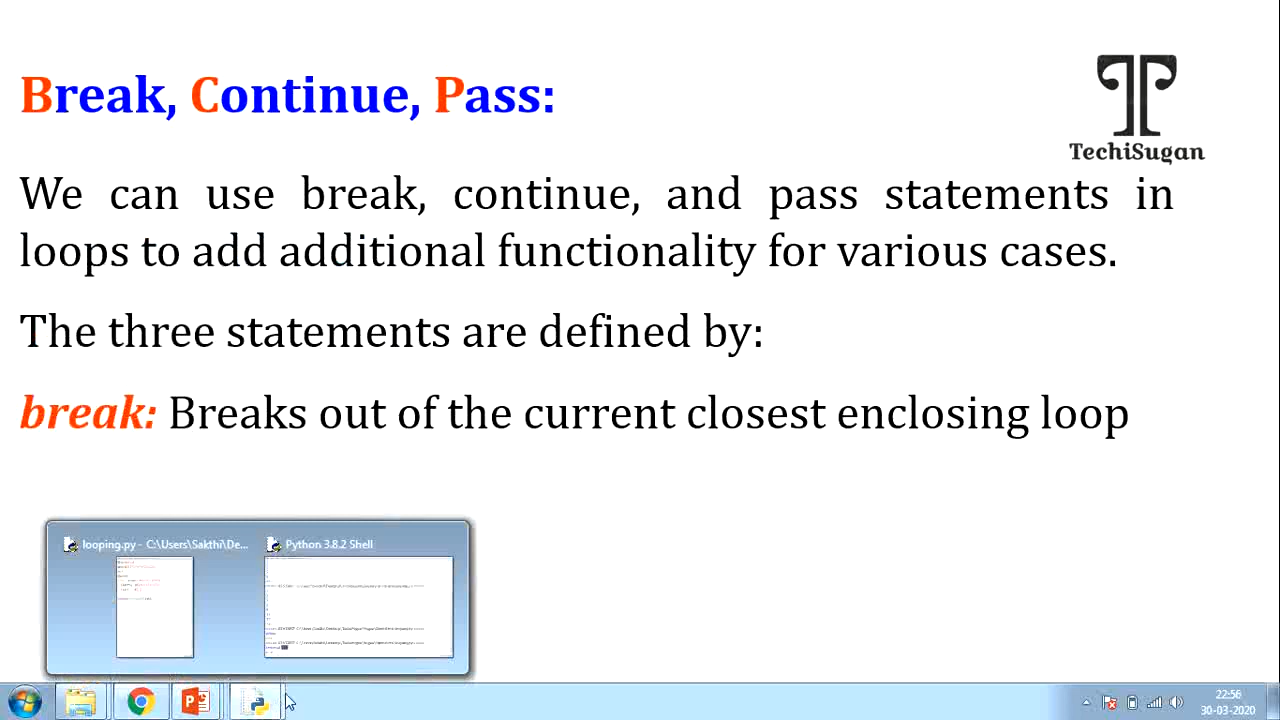 Break, Continue, Pass:
TechiSugan
We can use break, continue, and pass statements in
loops to add additional functionality for various cases.
The three statements are defined by:
break: Breaks out of the current closest enclosing loop
looping.py - C:\Users\Sakthi\De...
Python 3.8.2 Shell
22:56
30-03-2020